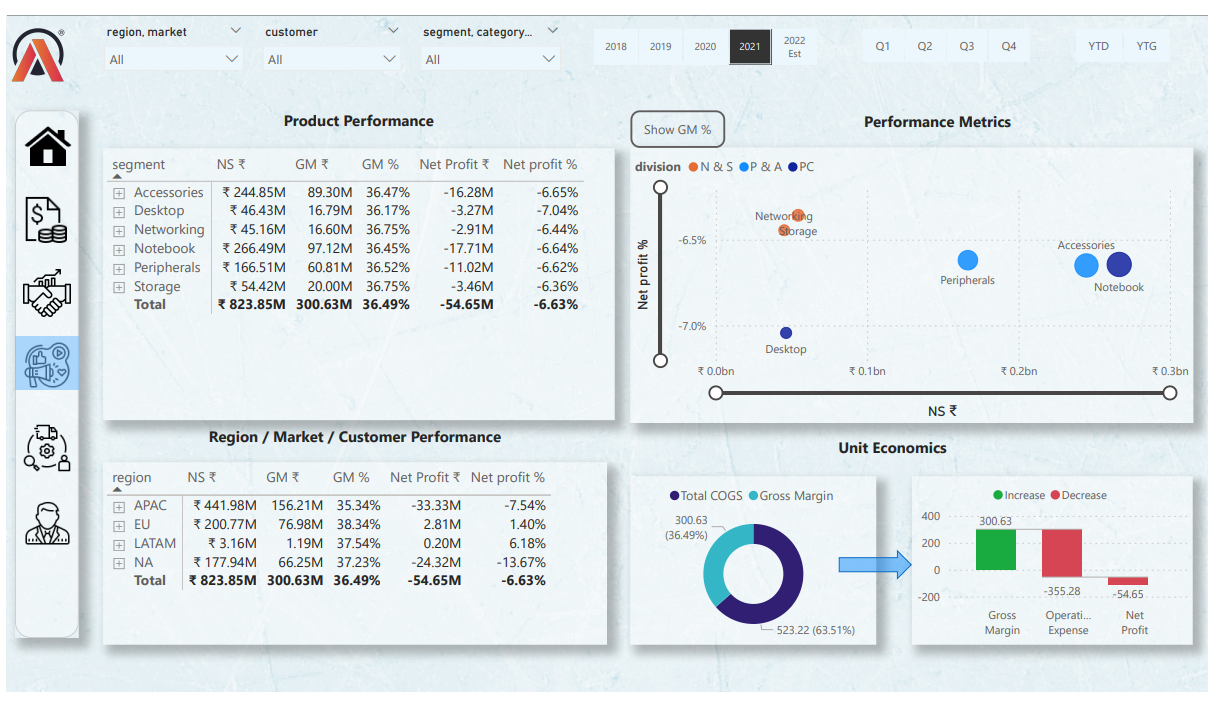 region, market
customer
segment, category...
All
All
All
2018
2019
2020
2021
2022
Est
Q1
Q2
Q3
Q4
YTD
YTG
®
Product Performance
segment NS ₹ GM ₹ GM % Net Profit ₹ Net profit %
Accessories ₹ 244.85M 89.30M 36.47% -16.28M -6.65%
Desktop ₹ 46.43M 16.79M 36.17% -3.27M -7.04%
Networking ₹ 45.16M 16.60M 36.75% -2.91M -6.44%
Notebook ₹ 266.49M 97.12M 36.45% -17.71M -6.64%
Peripherals ₹ 166.51M 60.81M 36.52% -11.02M -6.62%
Storage ₹ 54.42M 20.00M 36.75% -3.46M -6.36%
Total ₹ 823.85M 300.63M 36.49% -54.65M -6.63%
Show GM %
Performance Metrics
division N & S P & A PC
Net profit %
-6.5%
-7.0%
Networking
Storage
Peripherals
Accessories
Notebook
Desktop
₹ 0.0bn
₹ 0.1bn
₹ 0.2bn
₹ 0.3bn
NS ₹
Region / Market / Customer Performance
region NS ₹ GM ₹ GM % Net Profit ₹ Net profit %
APAC ₹ 441.98M 156.21M 35.34% -33.33M -7.54%
EU ₹ 200.77M 76.98M 38.34% 2.81M 1.40%
LATAM ₹ 3.16M 1.19M 37.54% 0.20M 6.18%
NA ₹ 177.94M 66.25M 37.23% -24.32M -13.67%
Total ₹ 823.85M 300.63M 36.49% -54.65M -6.63%
Unit Economics
Total COGS Gross Margin
300.63
(36.49%)
523.22 (63.51%)
Increase Decrease
400
200
0
-200
300.63
-355.28
-54.65
Gross
Margin
Operati...
Expense
Net
Profit